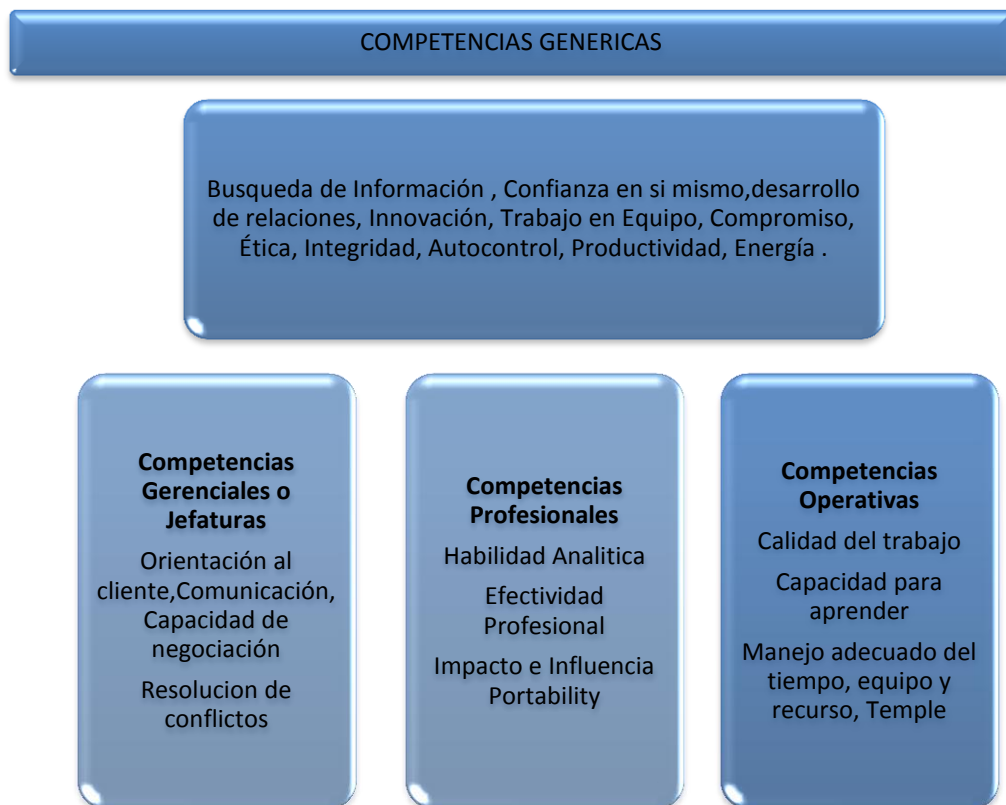 COMPETENCIAS GENERICAS
Busqueda de Información , Confianza en si mismo,desarrollo
de relaciones, Innovación, Trabajo en Equipo, Compromiso,
Ética, Integridad, Autocontrol, Productividad, Energía .
Competencias
Gerenciales o
Jefaturas
Orientación al
cliente,Comunicación,
Capacidad de
negociación
Resolucion de
conflictos
Competencias
Profesionales
Habilidad Analitica
Efectividad
Profesional
Impacto e Influencia
Portability
Competencias
Operativas
Calidad del trabajo
Capacidad para
aprender
Manejo adecuado del
tiempo, equipo y
recurso, Temple